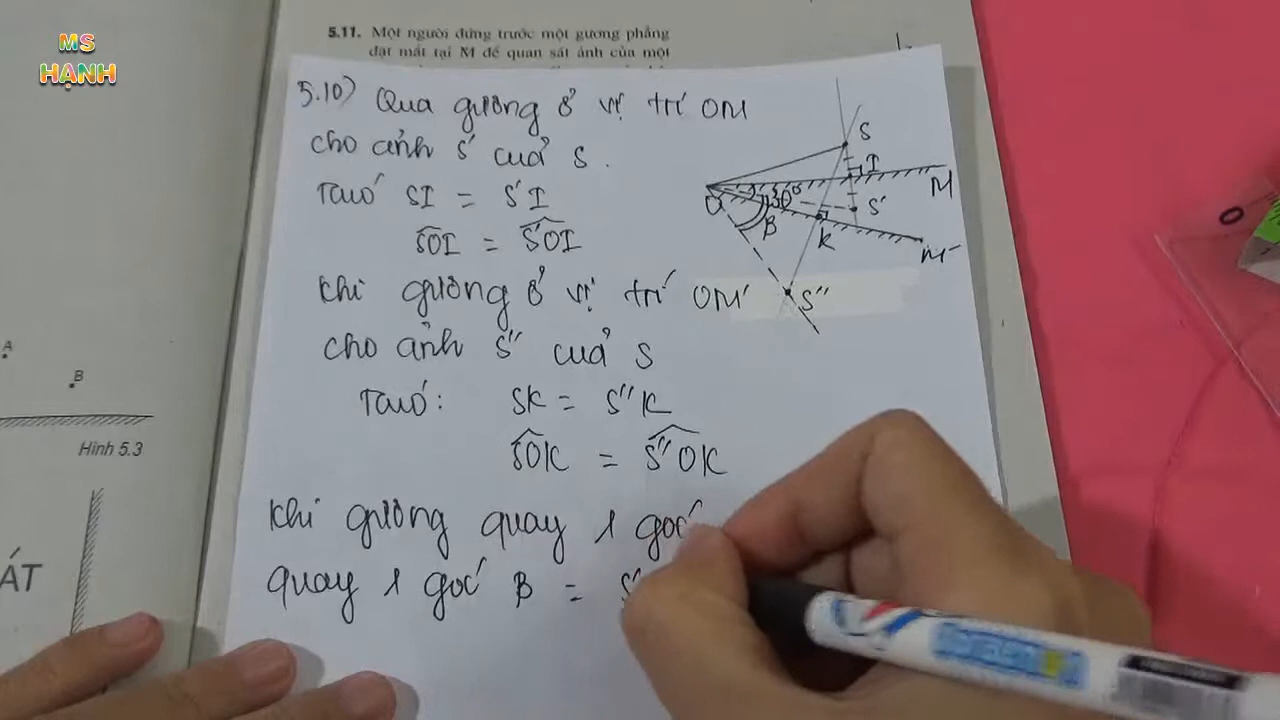 MS
HẠNH
5.11. Một người đứng trước một gương phẳng
đặt mắt tại M để quan sát ảnh của một
5.10) Qua gương ở vị trí OM
cho ảnh S' của S.
Ta có SI = S'I
SOI = S'OI
Khi gương ở vị trí OM'
cho ảnh S" của S
Ta có: SK = S"K
SOK = S"OK
Khi gương quay 1 góc
quay 1 góc β =
S
I
M
O
30°
S'
β
K
M'
S"
A
B
Hình 5.3
ÁT